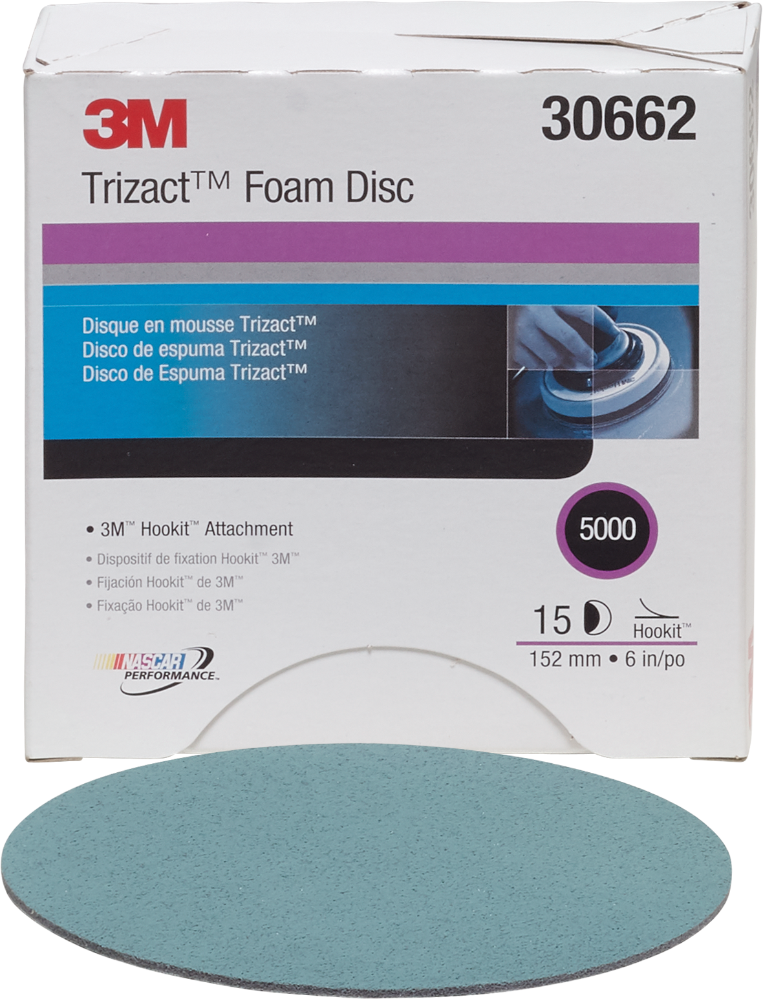 3M
30662
Trizact™ Foam Disc
Disque en mousse Trizact™
Disco de espuma Trizact™
Disco de Espuma Trizact™
5000
• 3M™ Hookit™ Attachment
• Dispositif de fixation Hookit™ 3M™
• Fijación Hookit™ de 3M™
• Fixação Hookit™ de 3M™
15
Hookit™
152 mm • 6 in/po
NASCAR
PERFORMANCE™